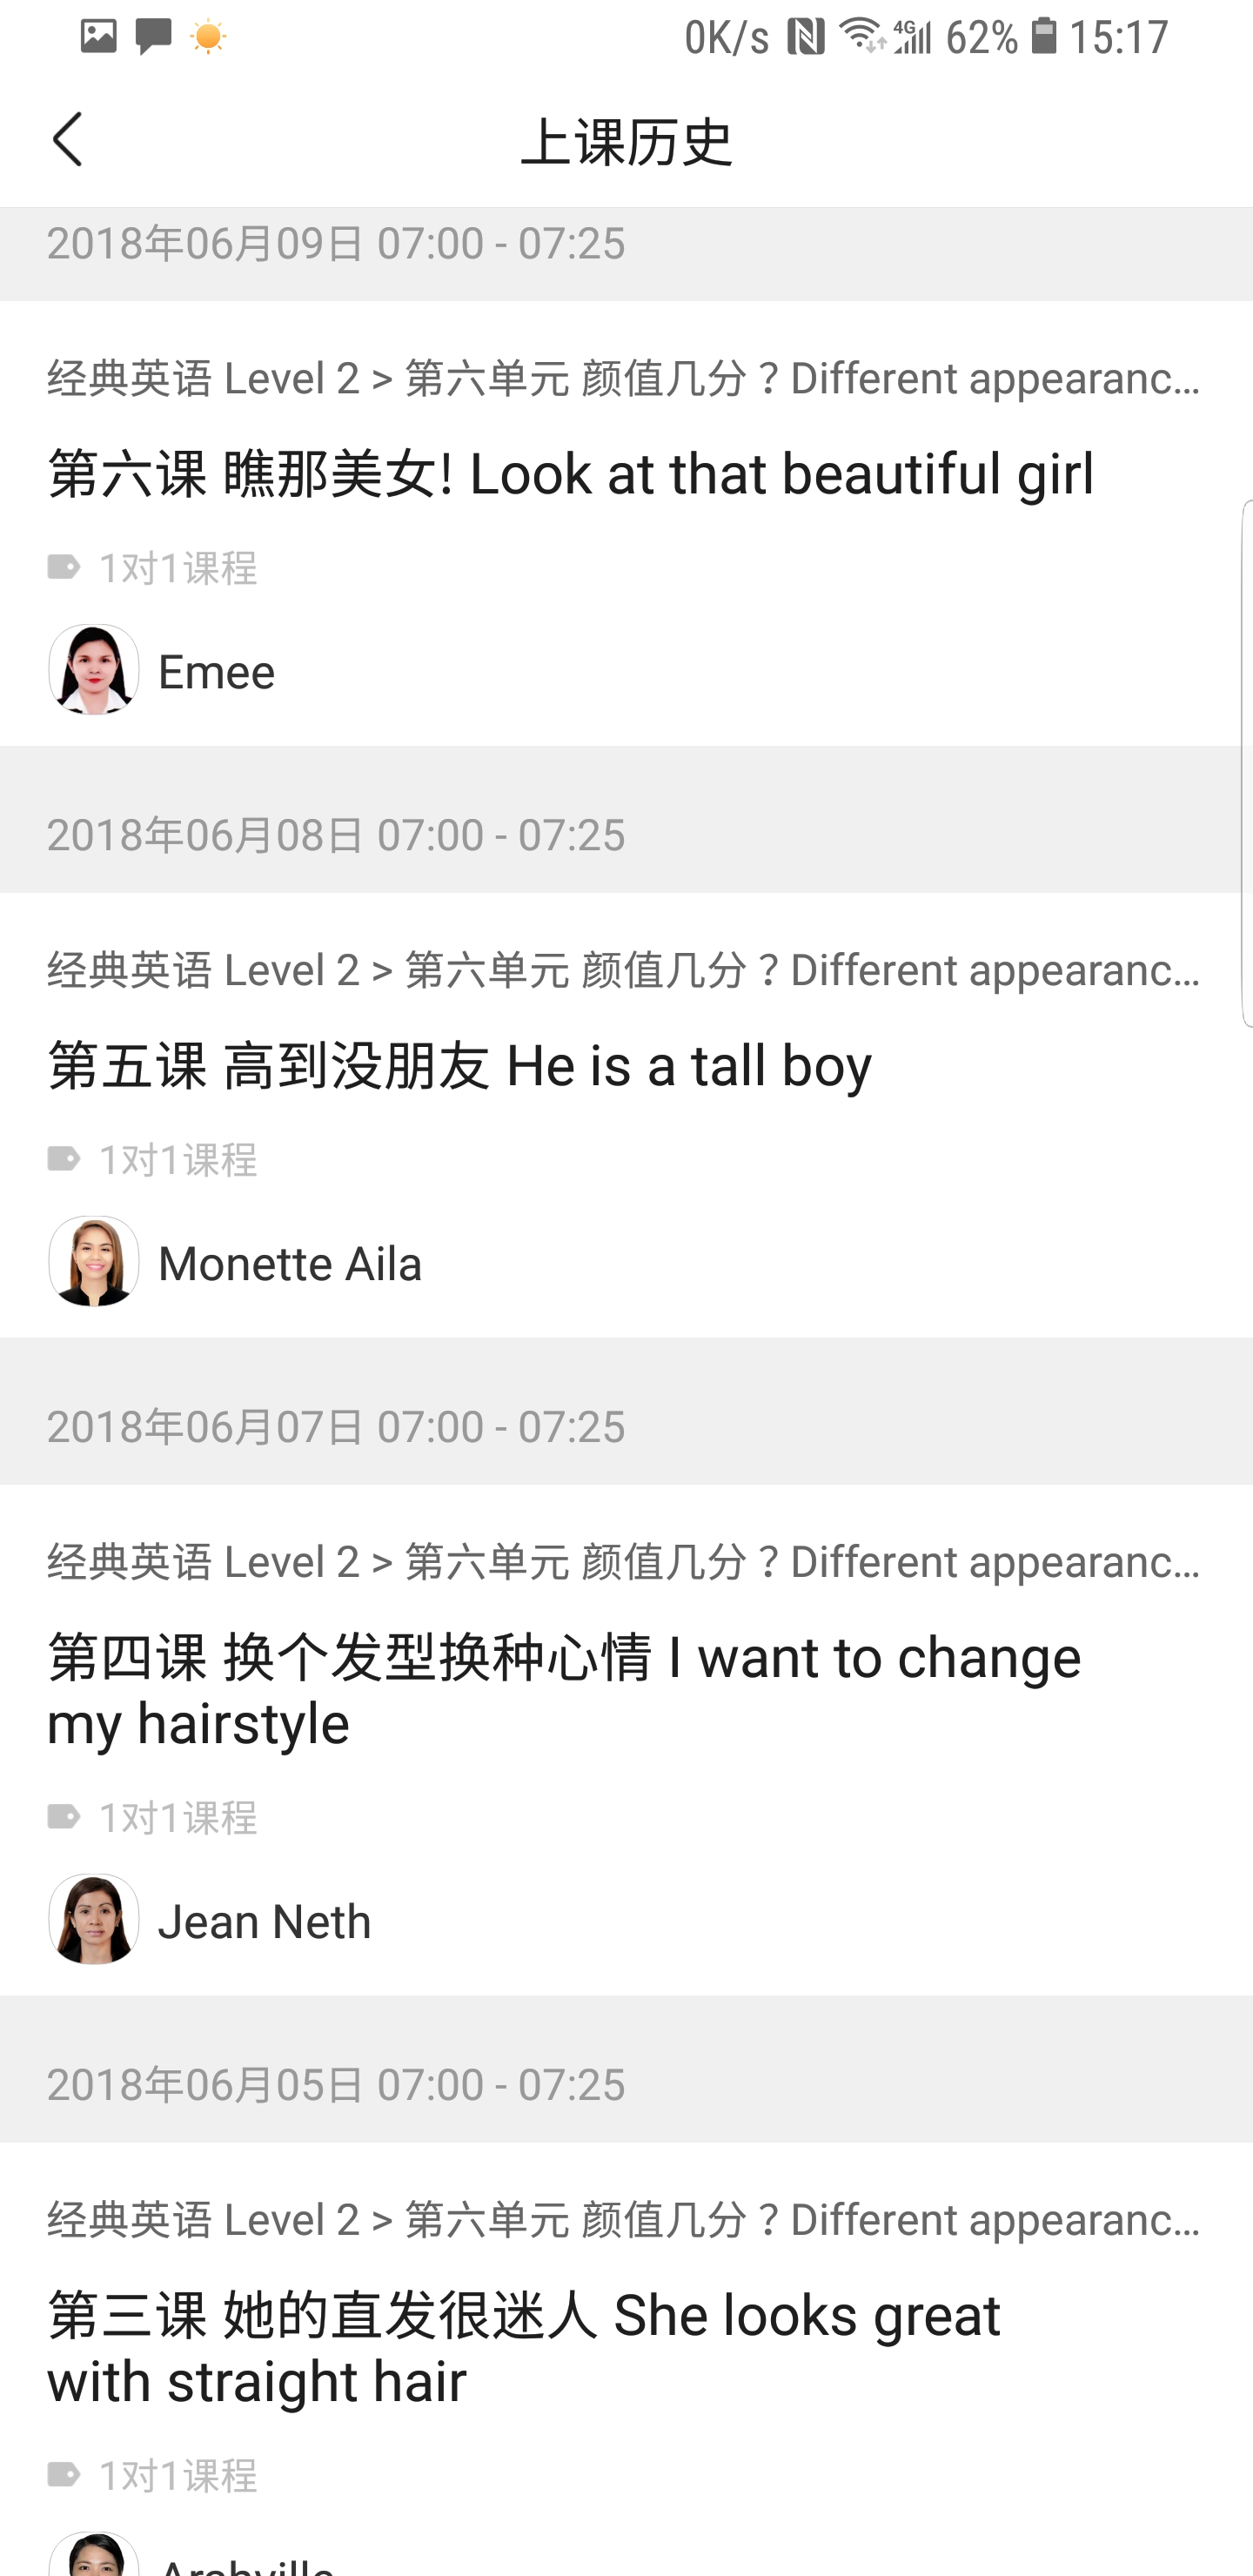 0K/s 4G 62% 15:17
上课历史
2018年06月09日 07:00 - 07:25
经典英语 Level 2 > 第六单元 颜值几分？Different appearanc...
第六课 瞧那美女! Look at that beautiful girl
1对1课程
Emee
2018年06月08日 07:00 - 07:25
经典英语 Level 2 > 第六单元 颜值几分？Different appearanc...
第五课 高到没朋友 He is a tall boy
1对1课程
Monette Aila
2018年06月07日 07:00 - 07:25
经典英语 Level 2 > 第六单元 颜值几分？Different appearanc...
第四课 换个发型换种心情 I want to change
my hairstyle
1对1课程
Jean Neth
2018年06月05日 07:00 - 07:25
经典英语 Level 2 > 第六单元 颜值几分？Different appearanc...
第三课 她的直发很迷人 She looks great
with straight hair
1对1课程